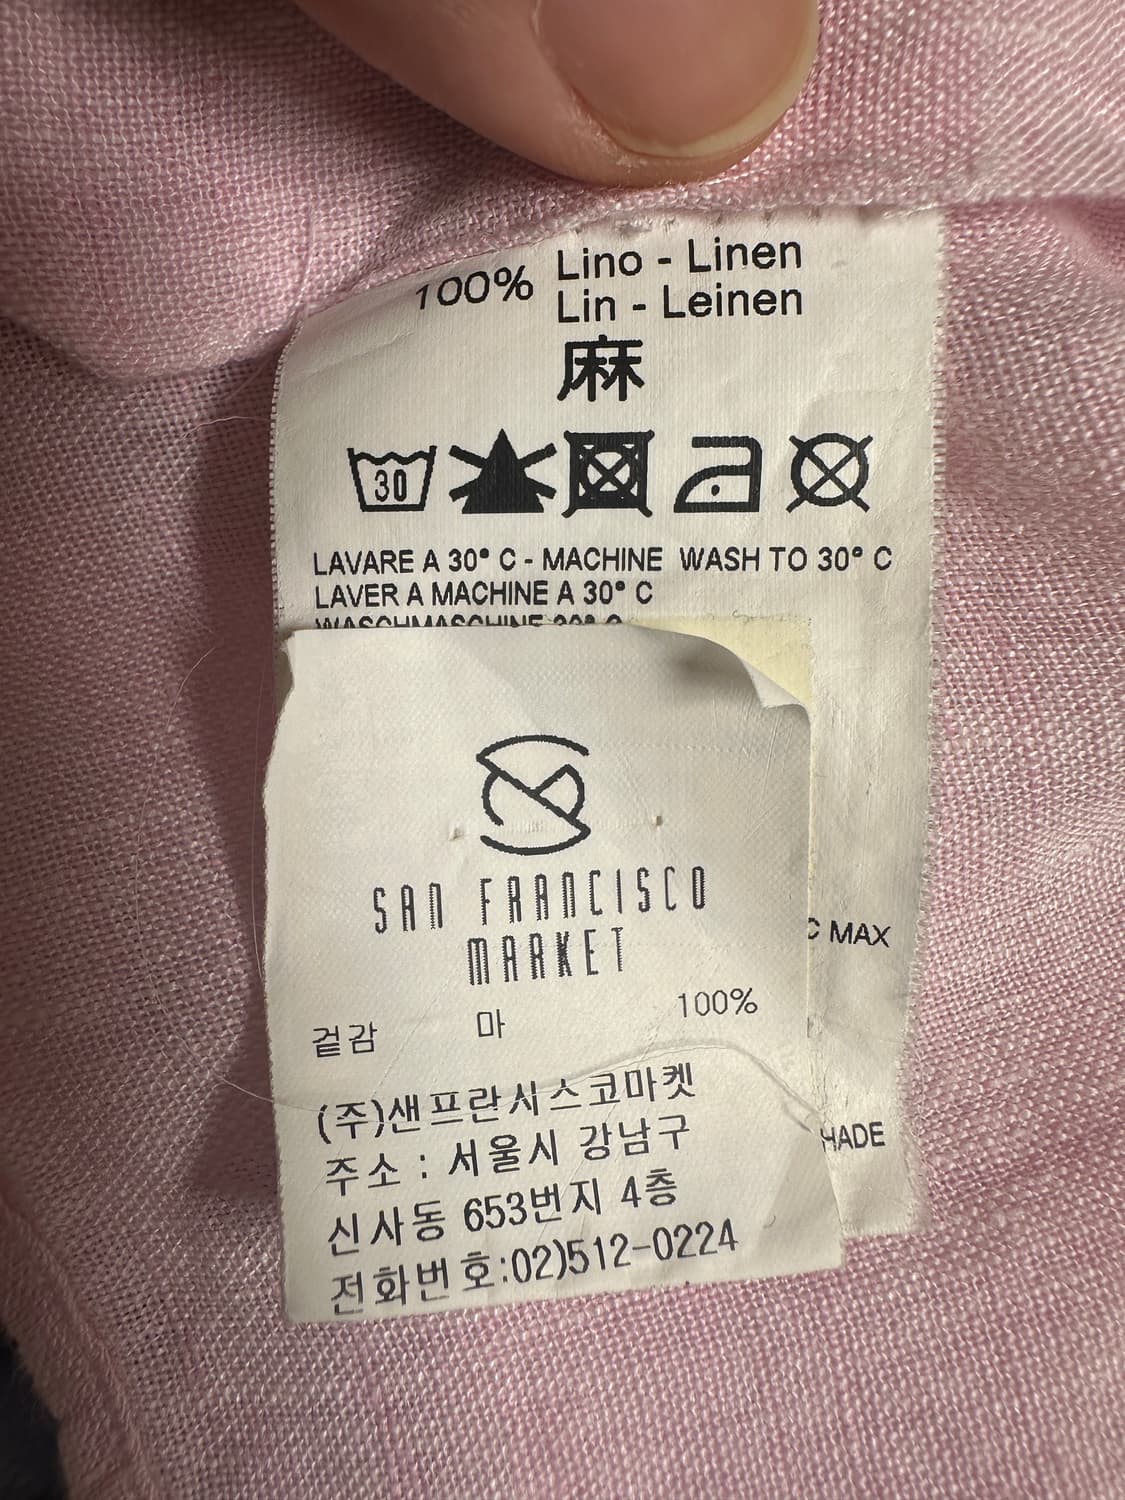 100% Lino - Linen
Lin - Leinen
麻
30
LAVARE A 30° C - MACHINE WASH TO 30° C
LAVER A MACHINE A 30° C
WASCHMASCHINE 30° C
SAN FRANCISCO
MARKET
겉감 마 100%
(주)샌프란시스코마켓
주소 : 서울시 강남구
신사동 653번지 4층
전화번호:02)512-0224
C MAX
HADE